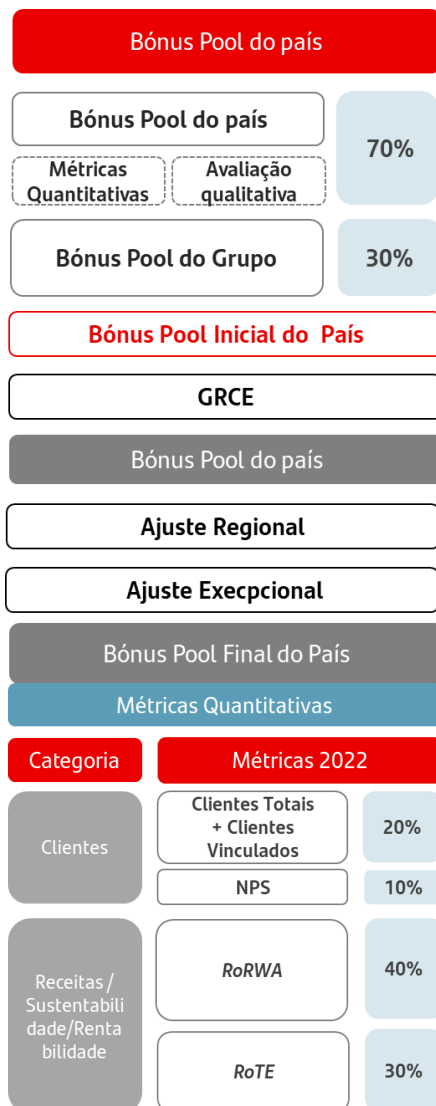 Bónus Pool do país
Bónus Pool do país
70%
Métricas
Quantitativas
Avaliação
qualitativa
Bónus Pool do Grupo
30%
Bónus Pool Inicial do País
GRCE
Bónus Pool do país
Ajuste Regional
Ajuste Execpcional
Bónus Pool Final do País
Métricas Quantitativas
Categoria
Métricas 2022
Clientes
Clientes Totais
+ Clientes
Vinculados
20%
NPS
10%
Receitas /
Sustentabili
dade/Renta
bilidade
RoRWA
40%
RoTE
30%